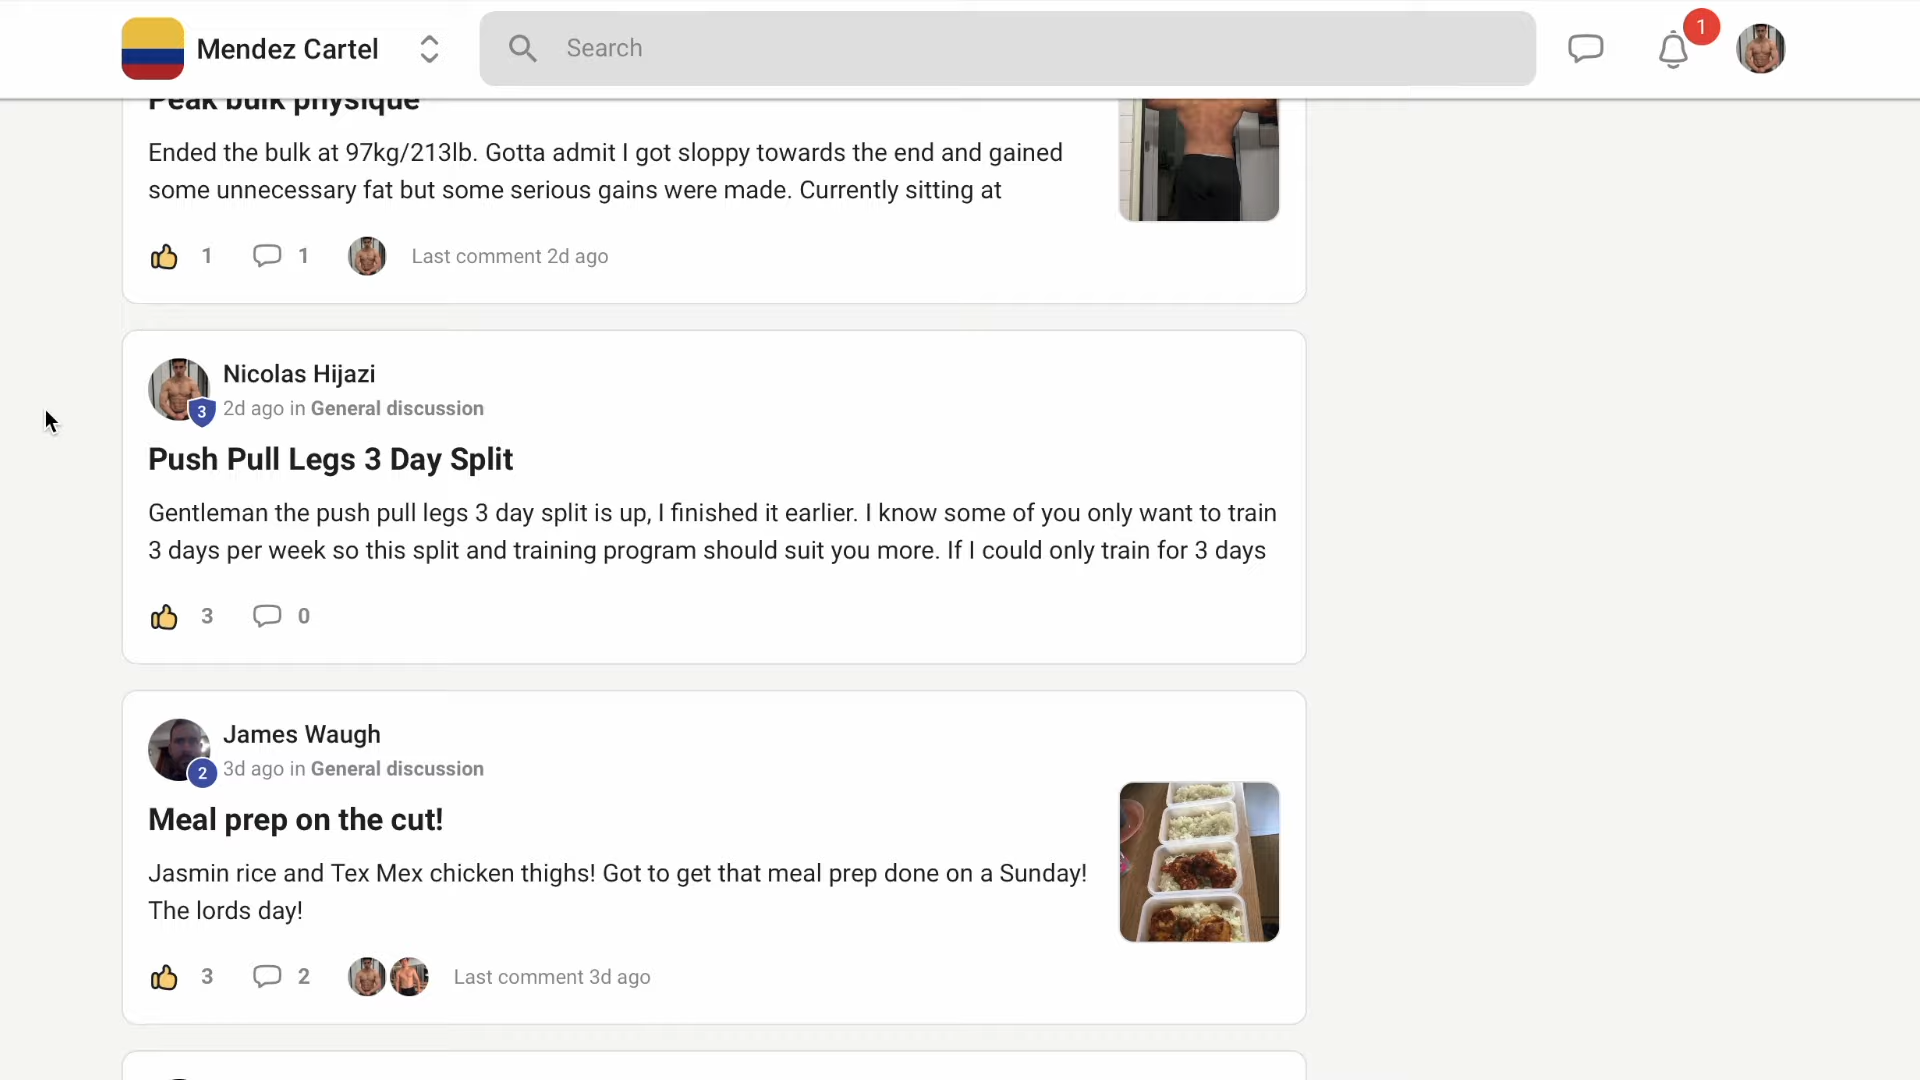 Mendez Cartel
Search
1
Peak bulk physique
Ended the bulk at 97kg/213lb. Gotta admit I got sloppy towards the end and gained
some unnecessary fat but some serious gains were made. Currently sitting at
1 1 Last comment 2d ago
Nicolas Hijazi
3 2d ago in General discussion
Push Pull Legs 3 Day Split
Gentleman the push pull legs 3 day split is up, I finished it earlier. I know some of you only want to train
3 days per week so this split and training program should suit you more. If I could only train for 3 days
3 0
James Waugh
2 3d ago in General discussion
Meal prep on the cut!
Jasmin rice and Tex Mex chicken thighs! Got to get that meal prep done on a Sunday!
The lords day!
3 2 Last comment 3d ago